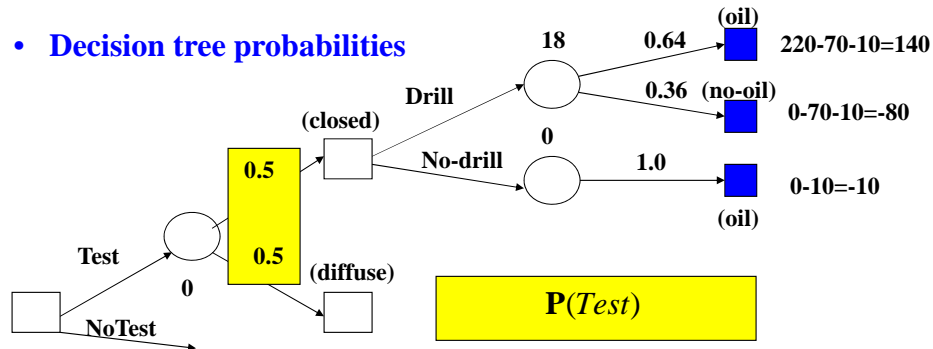 • Decision tree probabilities
18
0.64
(oil)
220-70-10=140
Drill
0.36
(no-oil)
0-70-10=-80
(closed)
0
No-drill
1.0
0-10=-10
(oil)
0.5
0.5
Test
0
(diffuse)
P(Test)
NoTest